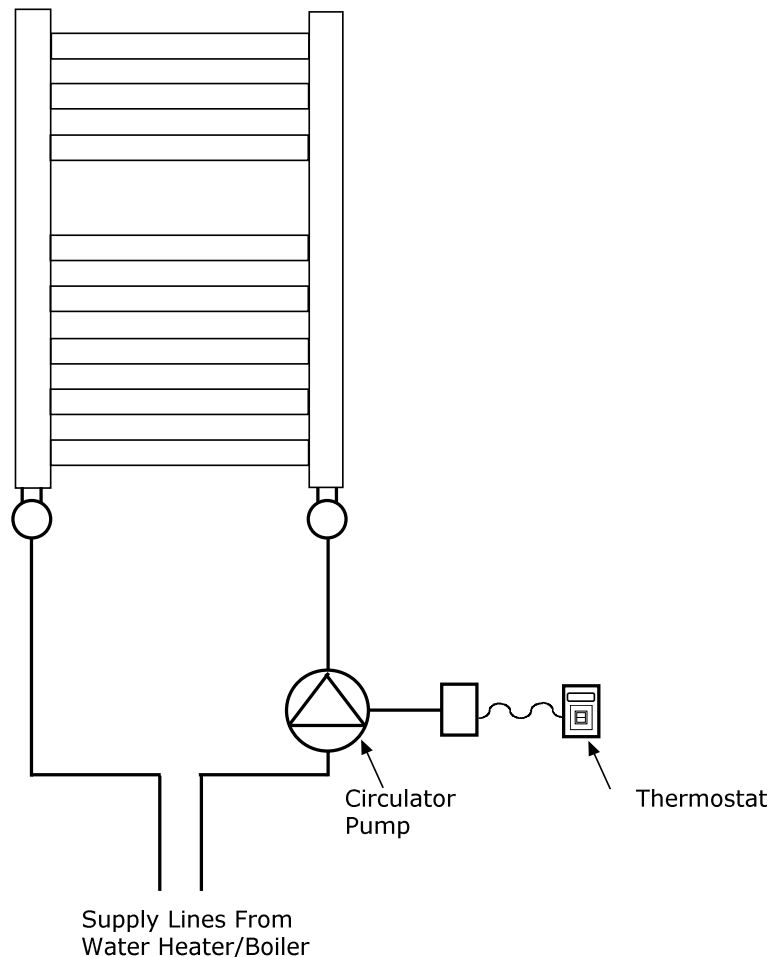 Circulator
Pump
Thermostat
Supply Lines From
Water Heater/Boiler